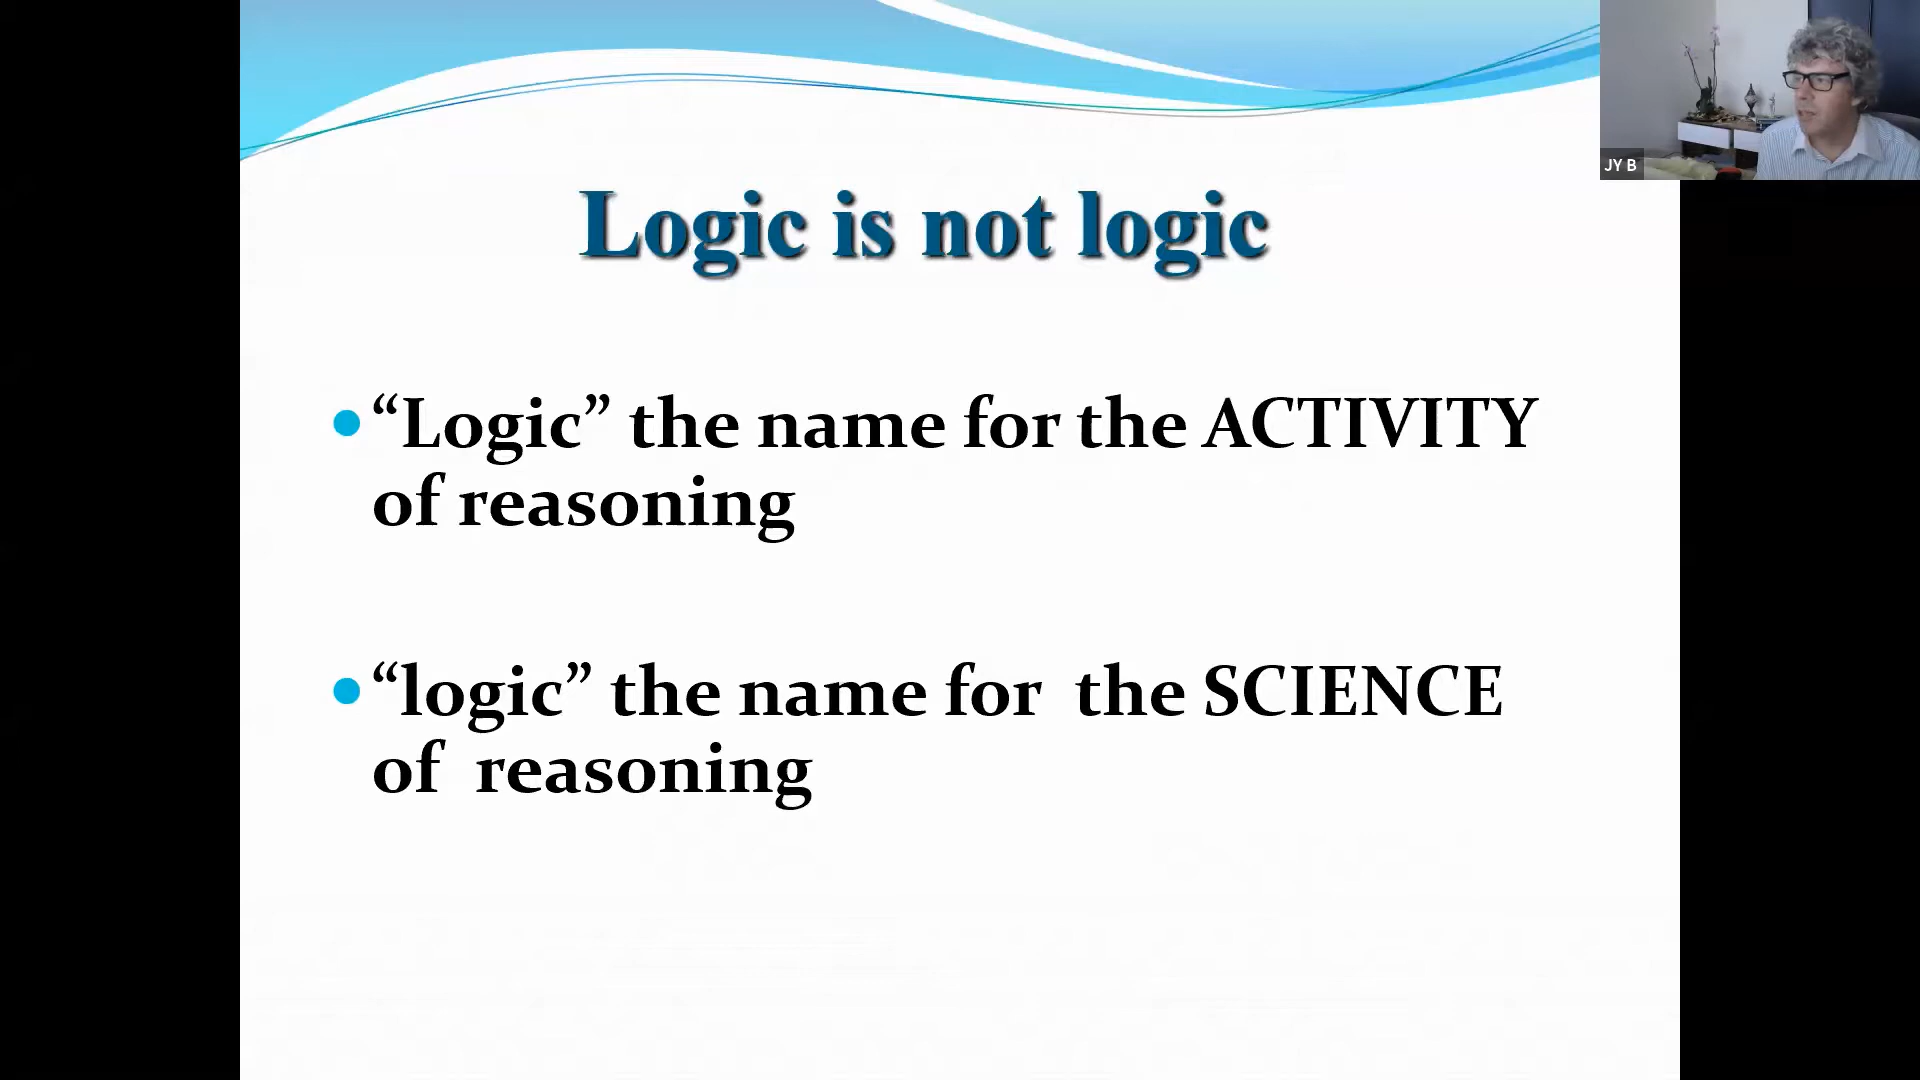 Logic is not logic
“Logic” the name for the ACTIVITY
of reasoning
“logic” the name for  the SCIENCE
of  reasoning
JY B